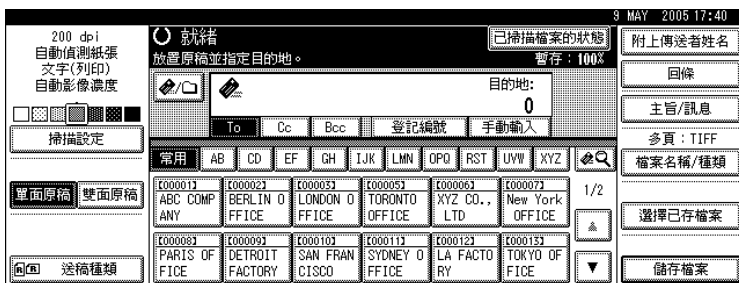 9 MAY 2005 17:40
200 dpi
自動偵測紙張
文字(列印)
自動影像濃度
掃描設定
單面原稿 雙面原稿
送稿種類
就緒
已掃描檔案的狀態
放置原稿並指定目的地。
暫存：100%
目的地:
0
To Cc Bcc 登記編號 手動輸入
常用 AB CD EF GH IJK LMN OPQ RST UVW XYZ
[00001] [00002] [00003] [00005] [00006] [00007]
ABC COMP BERLIN O LONDON O TORONTO XYZ CO., New York
ANY FFICE FFICE OFFICE LTD OFFICE
1/2
[00008] [00009] [00010] [00011] [00012] [00013]
PARIS OF DETROIT SAN FRAN SYDNEY O LA FACTO TOKYO OF
FICE FACTORY CISCO FFICE RY FICE
附上傳送者姓名
回條
主旨/訊息
多頁：TIFF
檔案名稱/種類
選擇已存檔案
儲存檔案